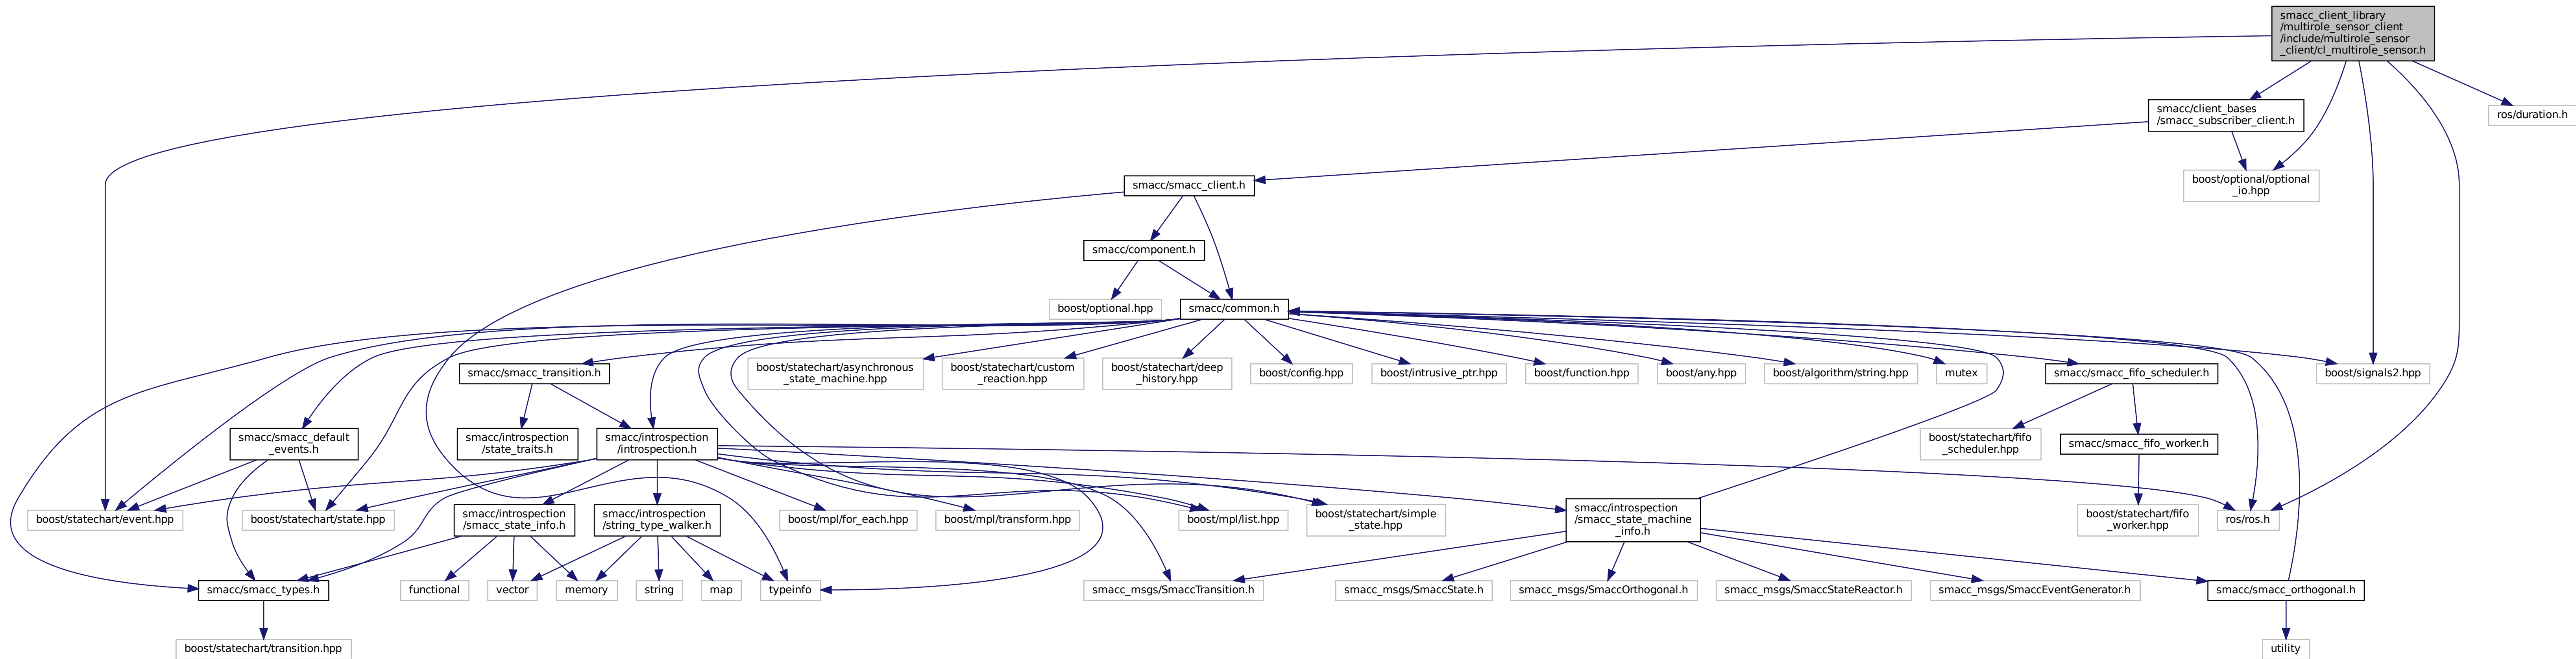 smacc_client_library
/multirole_sensor_client
/include/multirole_sensor
_client/cl_multirole_sensor.h
smacc/client_bases
/smacc_subscriber_client.h
ros/duration.h
smacc/smacc_client.h
boost/optional/optional
_io.hpp
smacc/component.h
boost/optional.hpp
smacc/common.h
smacc/smacc_transition.h
boost/statechart/asynchronous
_state_machine.hpp
boost/statechart/custom
_reaction.hpp
boost/statechart/deep
_history.hpp
boost/config.hpp
boost/intrusive_ptr.hpp
boost/function.hpp
boost/any.hpp
boost/algorithm/string.hpp
mutex
smacc/smacc_fifo_scheduler.h
boost/signals2.hpp
smacc/smacc_default
_events.h
smacc/introspection
/state_traits.h
smacc/introspection
/introspection.h
boost/statechart/fifo
_scheduler.hpp
smacc/smacc_fifo_worker.h
boost/statechart/event.hpp
boost/statechart/state.hpp
smacc/introspection
/smacc_state_info.h
smacc/introspection
/string_type_walker.h
boost/mpl/for_each.hpp
boost/mpl/transform.hpp
boost/mpl/list.hpp
boost/statechart/simple
_state.hpp
smacc/introspection
/smacc_state_machine
_info.h
boost/statechart/fifo
_worker.hpp
ros/ros.h
smacc/smacc_types.h
functional
vector
memory
string
map
typeinfo
smacc_msgs/SmaccTransition.h
smacc_msgs/SmaccState.h
smacc_msgs/SmaccOrthogonal.h
smacc_msgs/SmaccStateReactor.h
smacc_msgs/SmaccEventGenerator.h
smacc/smacc_orthogonal.h
boost/statechart/transition.hpp
utility